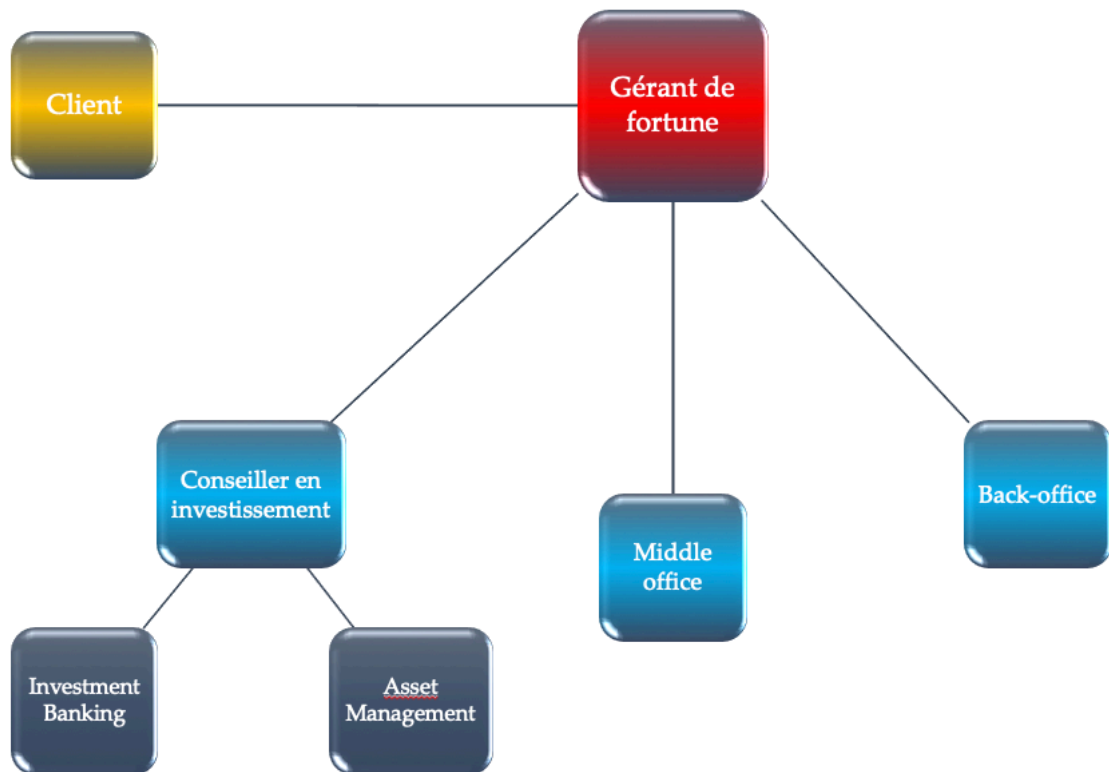 Client
Gérant de
fortune
Conseiller en
investissement
Back-office
Middle
office
Investment
Banking
Asset
Management